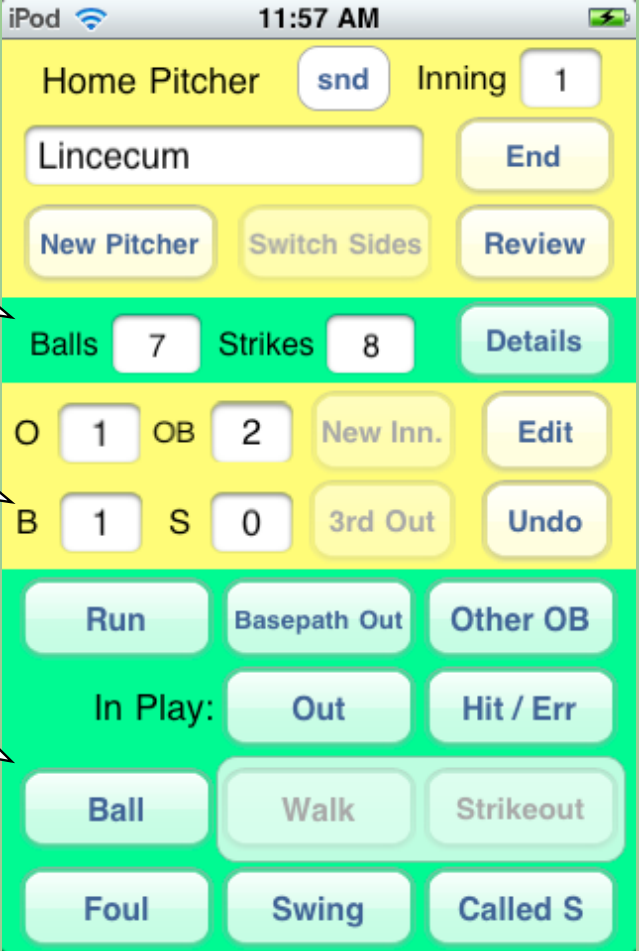 iPod 11:57 AM
Home Pitcher snd Inning 1
Lincecum End
New Pitcher Switch Sides Review
Balls 7 Strikes 8 Details
O 1 OB 2 New Inn. Edit
B 1 S 0 3rd Out Undo
Run Basepath Out Other OB
In Play: Out Hit / Err
Ball Walk Strikeout
Foul Swing Called S